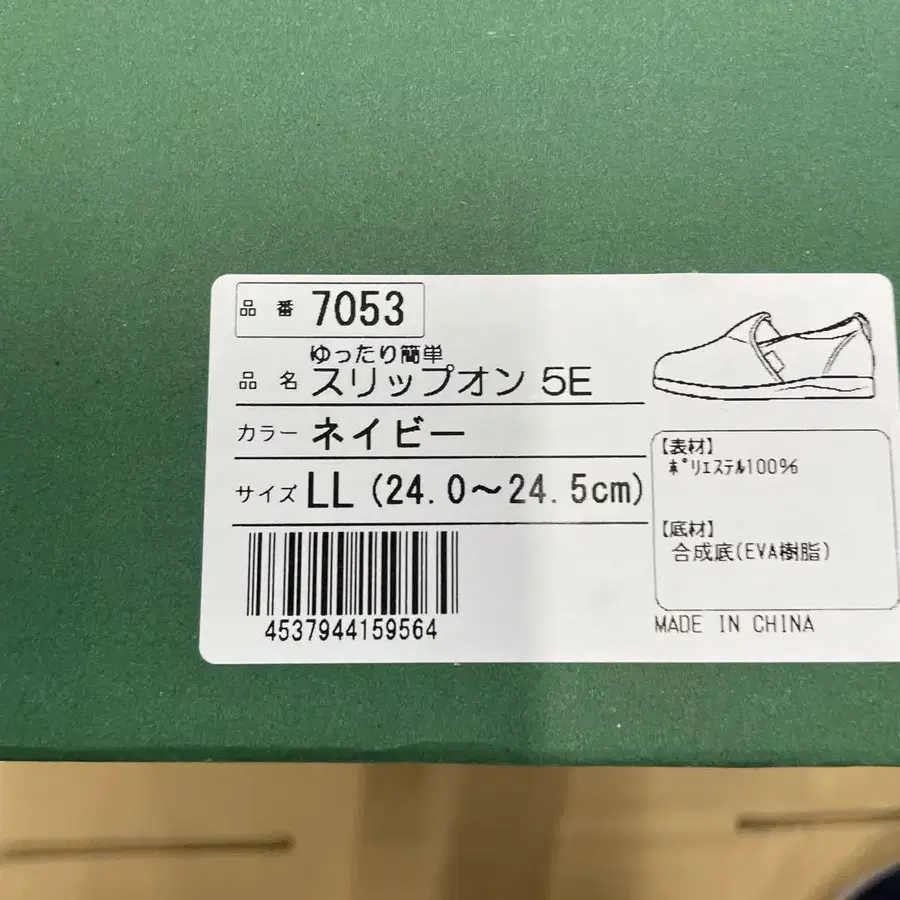 品番 7053
ゆったり簡単
品名 スリップオン 5E
カラー ネイビー
サイズ LL (24.0～24.5cm)
4537944159564
【表材】
ﾎﾟﾘｴｽﾃﾙ100%
【底材】
合成底(EVA樹脂)
MADE IN CHINA